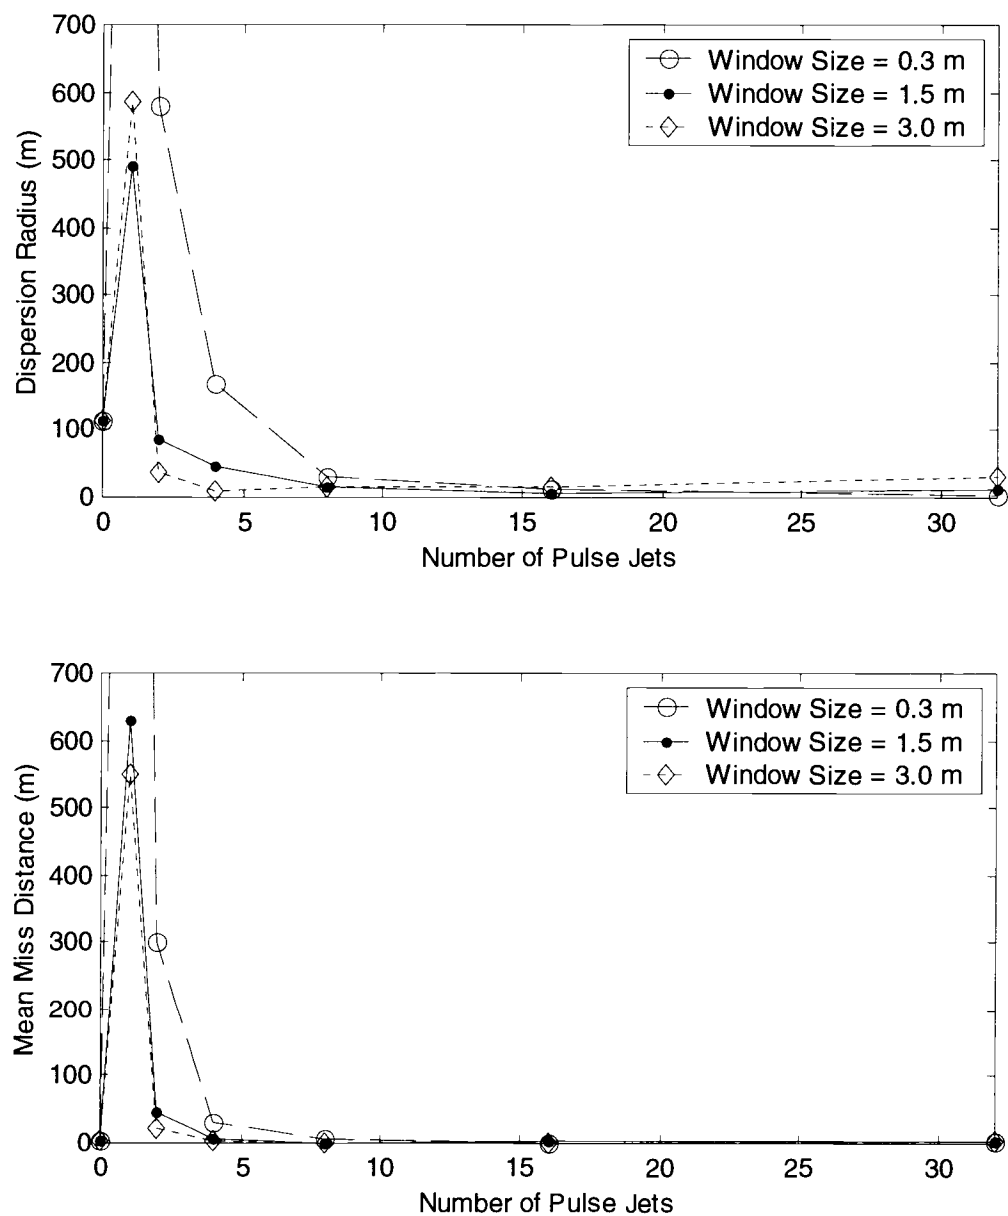 700
600
500
400
300
200
100
0
Dispersion Radius (m)
Window Size = 0.3 m
Window Size = 1.5 m
Window Size = 3.0 m
0 5 10 15 20 25 30
Number of Pulse Jets
700
600
500
400
300
200
100
0
Mean Miss Distance (m)
Window Size = 0.3 m
Window Size = 1.5 m
Window Size = 3.0 m
0 5 10 15 20 25 30
Number of Pulse Jets